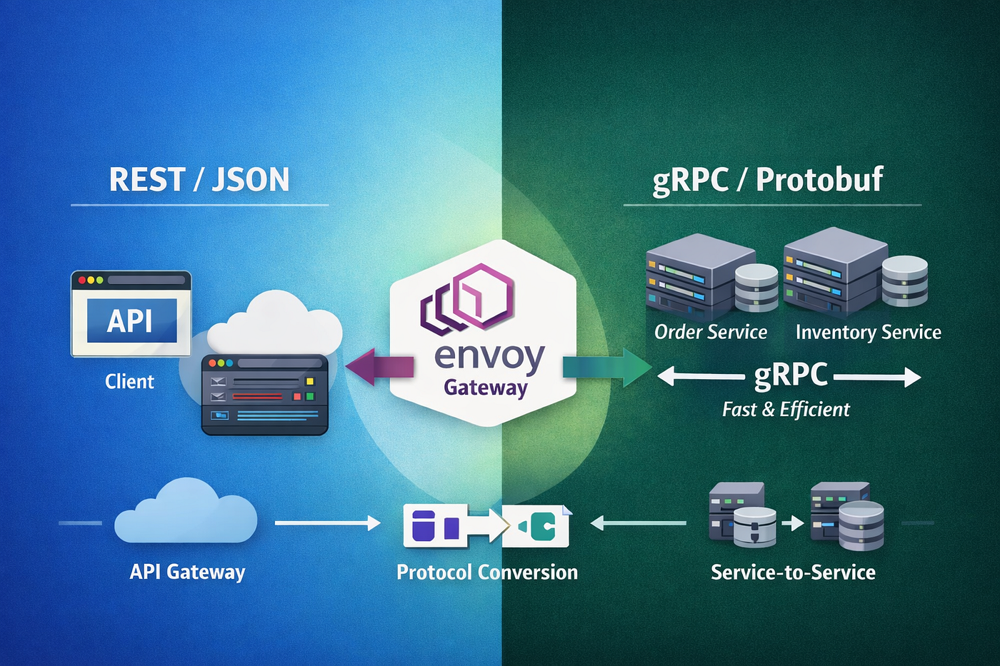 REST / JSON
gRPC / Protobuf
API
Client
envoy
Gateway
Order Service
Inventory Service
gRPC
Fast & Efficient
API Gateway
Protocol Conversion
Service-to-Service